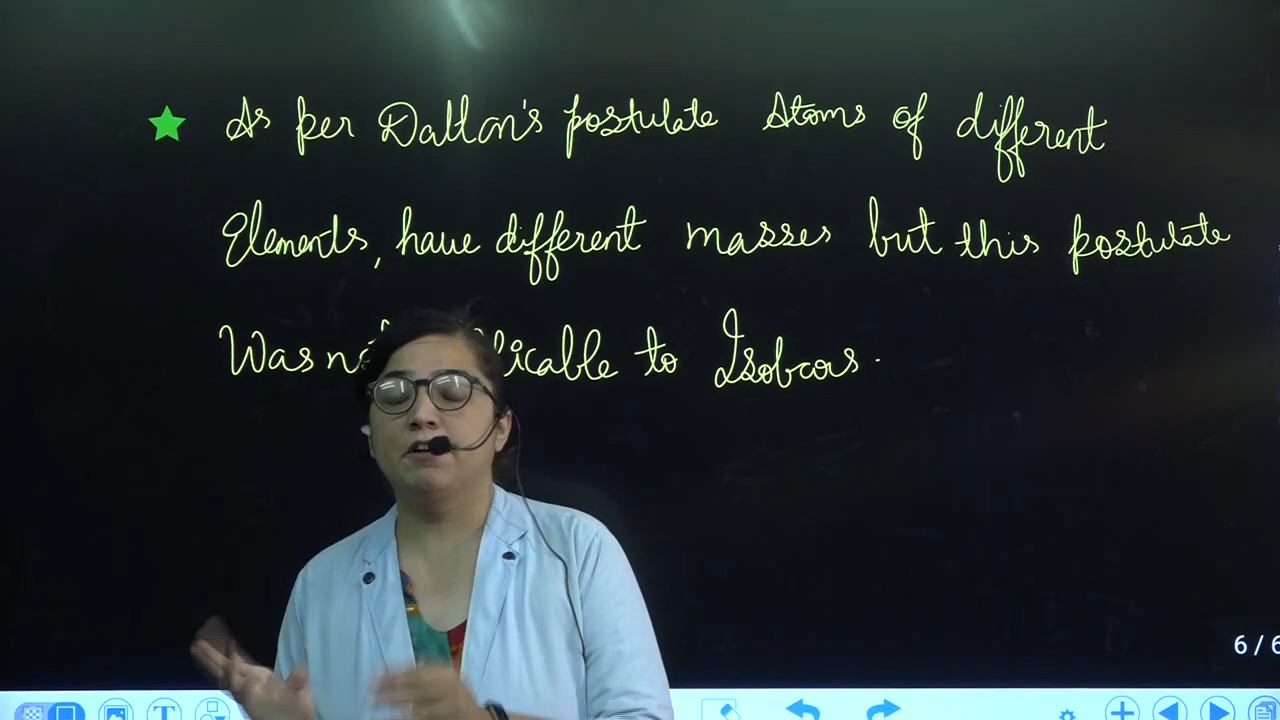 As per Dalton's postulate Atoms of different
Elements, have different masses but this postulate
Was not to Isobars.
6 / 6
T